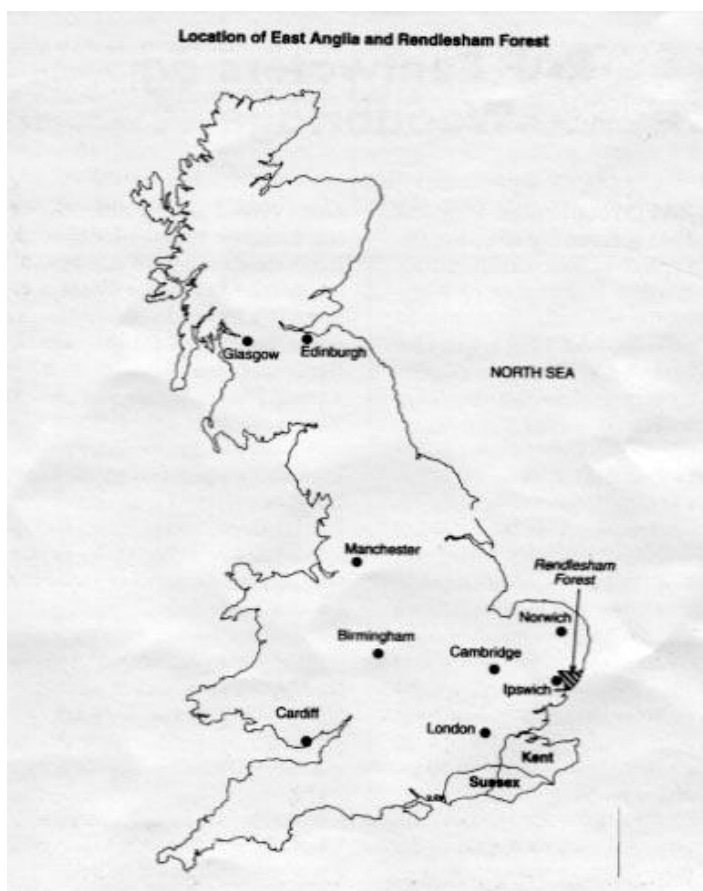 Location of East Anglia and Rendlesham Forest
Glasgow
Edinburgh
NORTH SEA
Manchester
Rendlesham
Forest
Norwich
Birmingham
Cambridge
Ipswich
Cardiff
London
Kent
Sussex